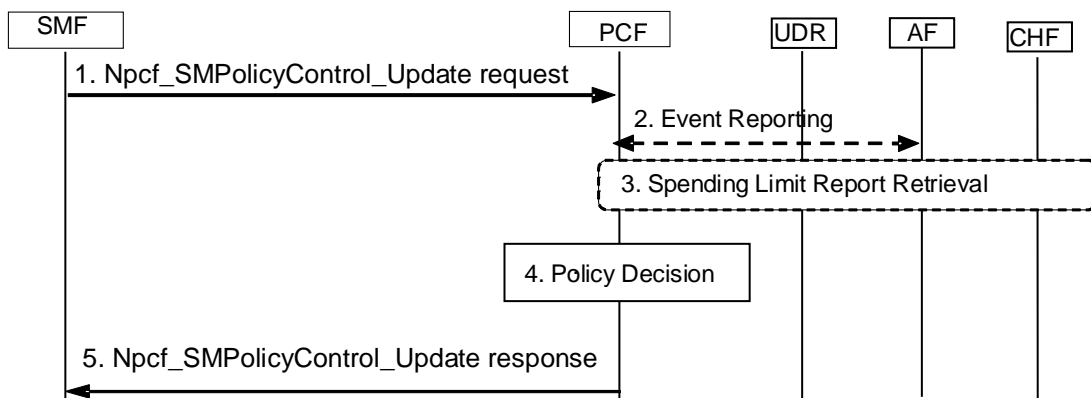 SMF
PCF
UDR
AF
CHF
1. Npcf_SMPolicyControl_Update request
2. Event Reporting
3. Spending Limit Report Retrieval
4. Policy Decision
5. Npcf_SMPolicyControl_Update response